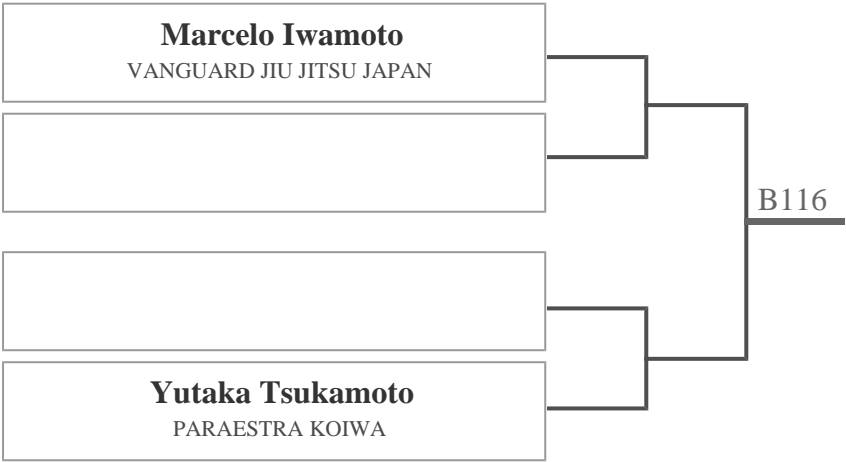 Marcelo Iwamoto
VANGUARD JIU JITSU JAPAN
B116
Yutaka Tsukamoto
PARAESTRA KOIWA